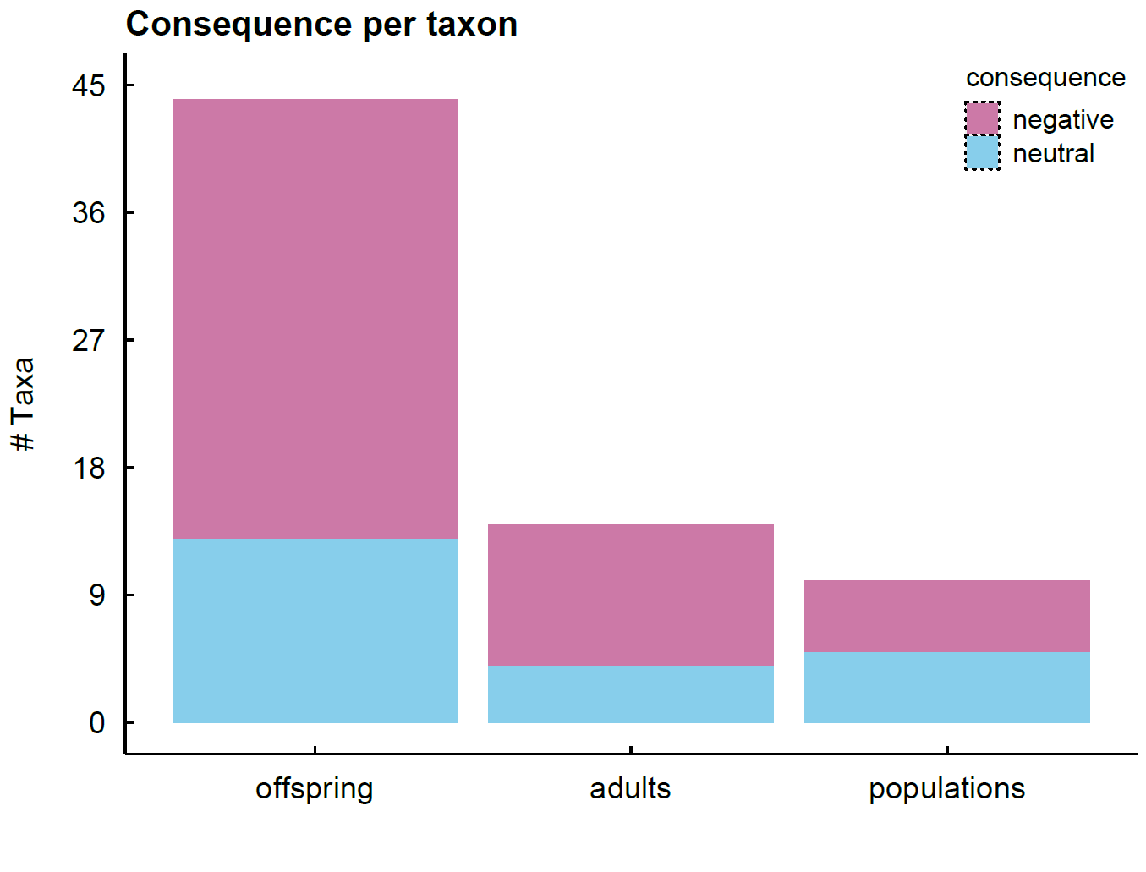 Consequence per taxon
consequence
negative
neutral
# Taxa
45
36
27
18
9
0
offspring
adults
populations